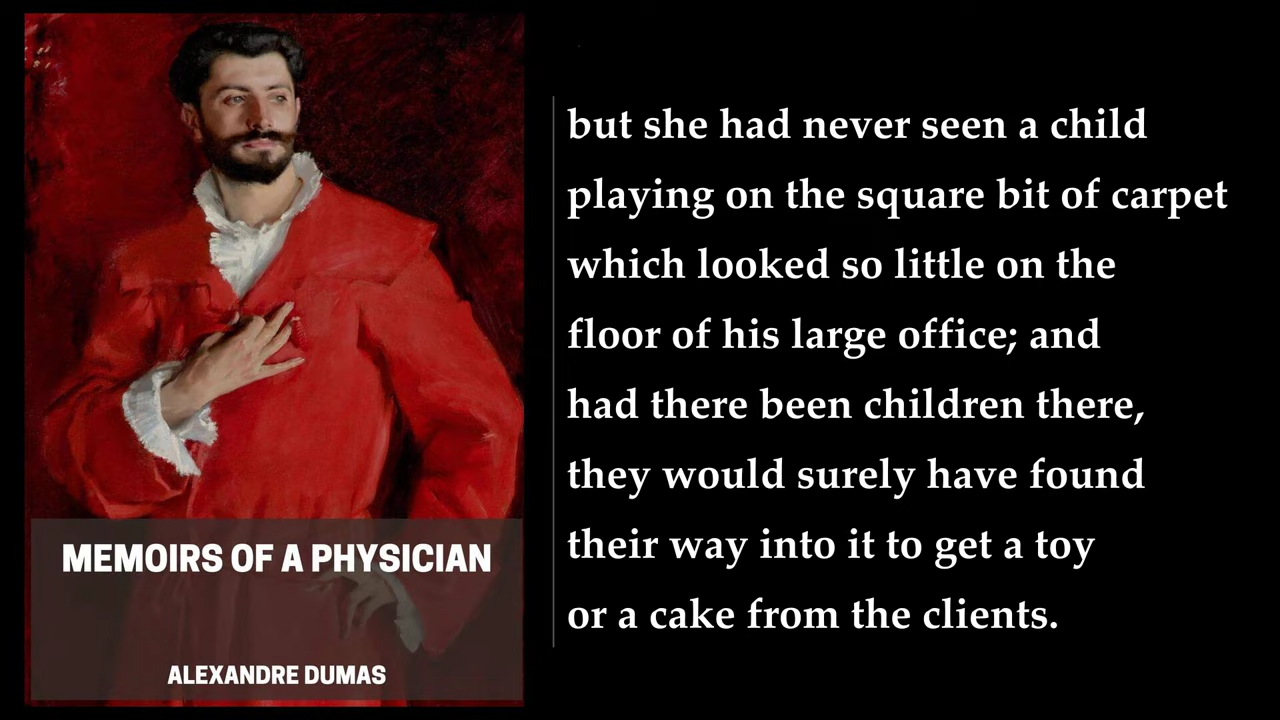 MEMOIRS OF A PHYSICIAN
ALEXANDRE DUMAS
but she had never seen a child
playing on the square bit of carpet
which looked so little on the
floor of his large office; and
had there been children there,
they would surely have found
their way into it to get a toy
or a cake from the clients.